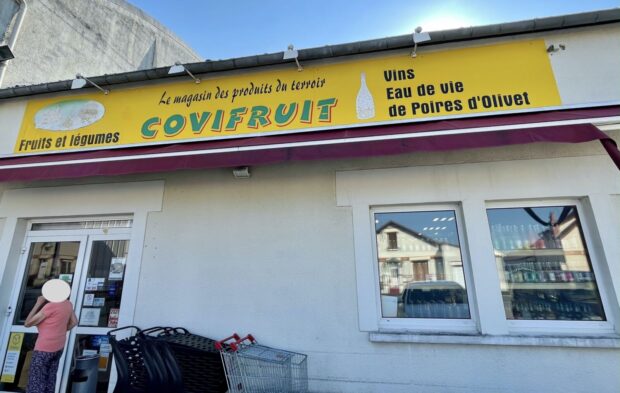 Le magasin des produits du terroir
COVIFRUIT
Fruits et légumes
Vins
Eau de vie
de Poires d'Olivet